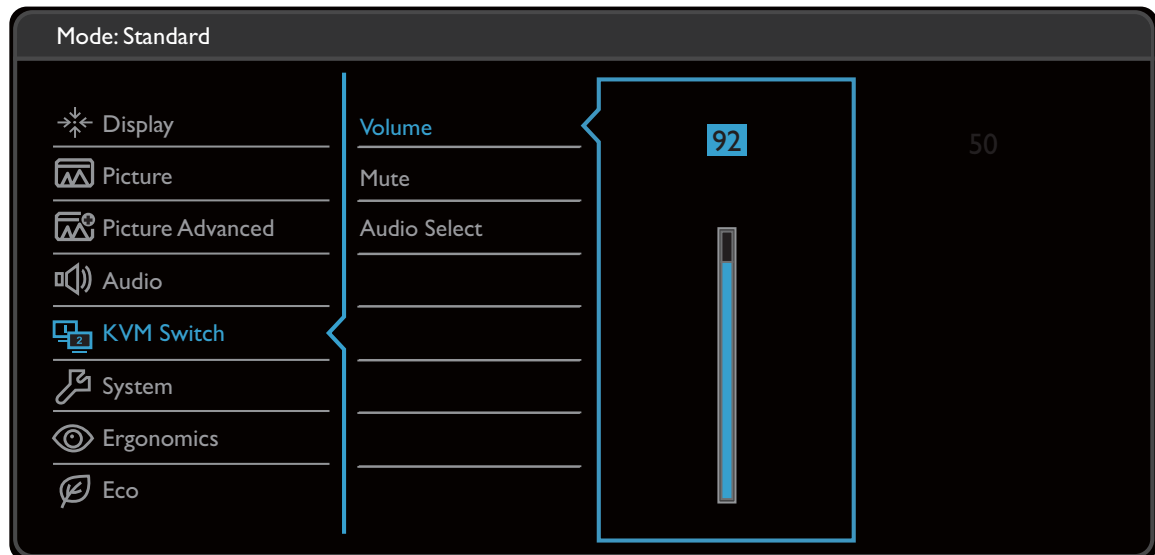 Mode: Standard
Display
Picture
Picture Advanced
Audio
KVM Switch
System
Ergonomics
Eco
Volume
Mute
Audio Select
92
50
1
2